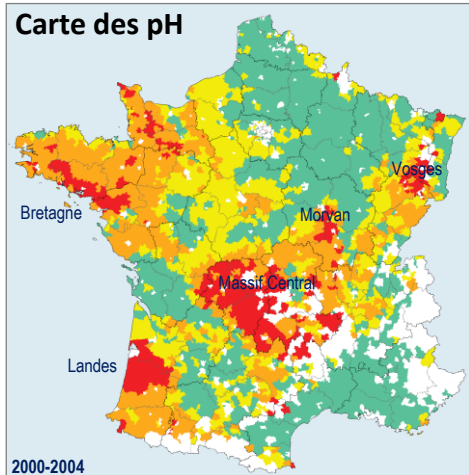 Carte des pH
Vosges
Bretagne
Morvan
Massif Central
Landes
2000-2004